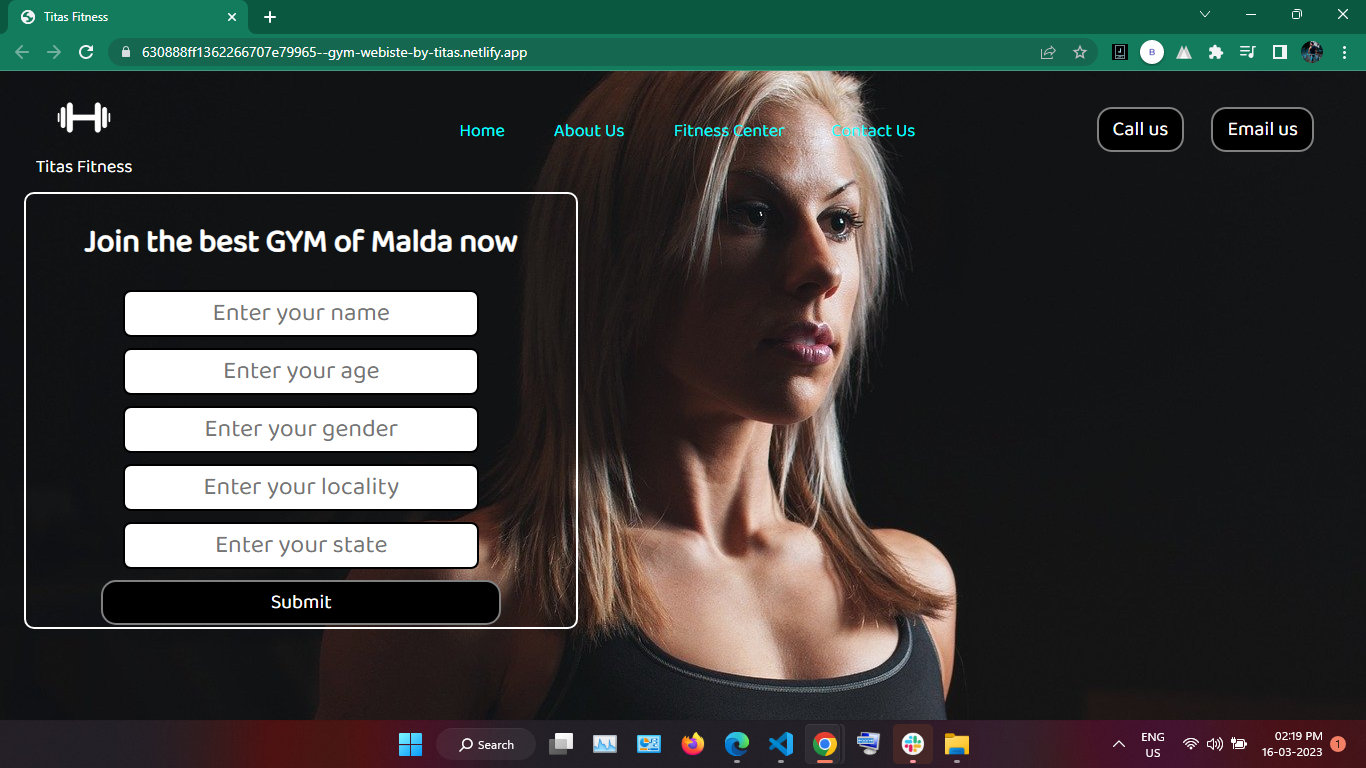 Titas Fitness
630888ff1362266707e79965--gym-webiste-by-titas.netlify.app
B
Titas Fitness
Home About Us Fitness Center Contact Us
Call us Email us
Join the best GYM of Malda now
Enter your name
Enter your age
Enter your gender
Enter your locality
Enter your state
Submit
Search
ENG
US
02:19 PM
16-03-2023
1